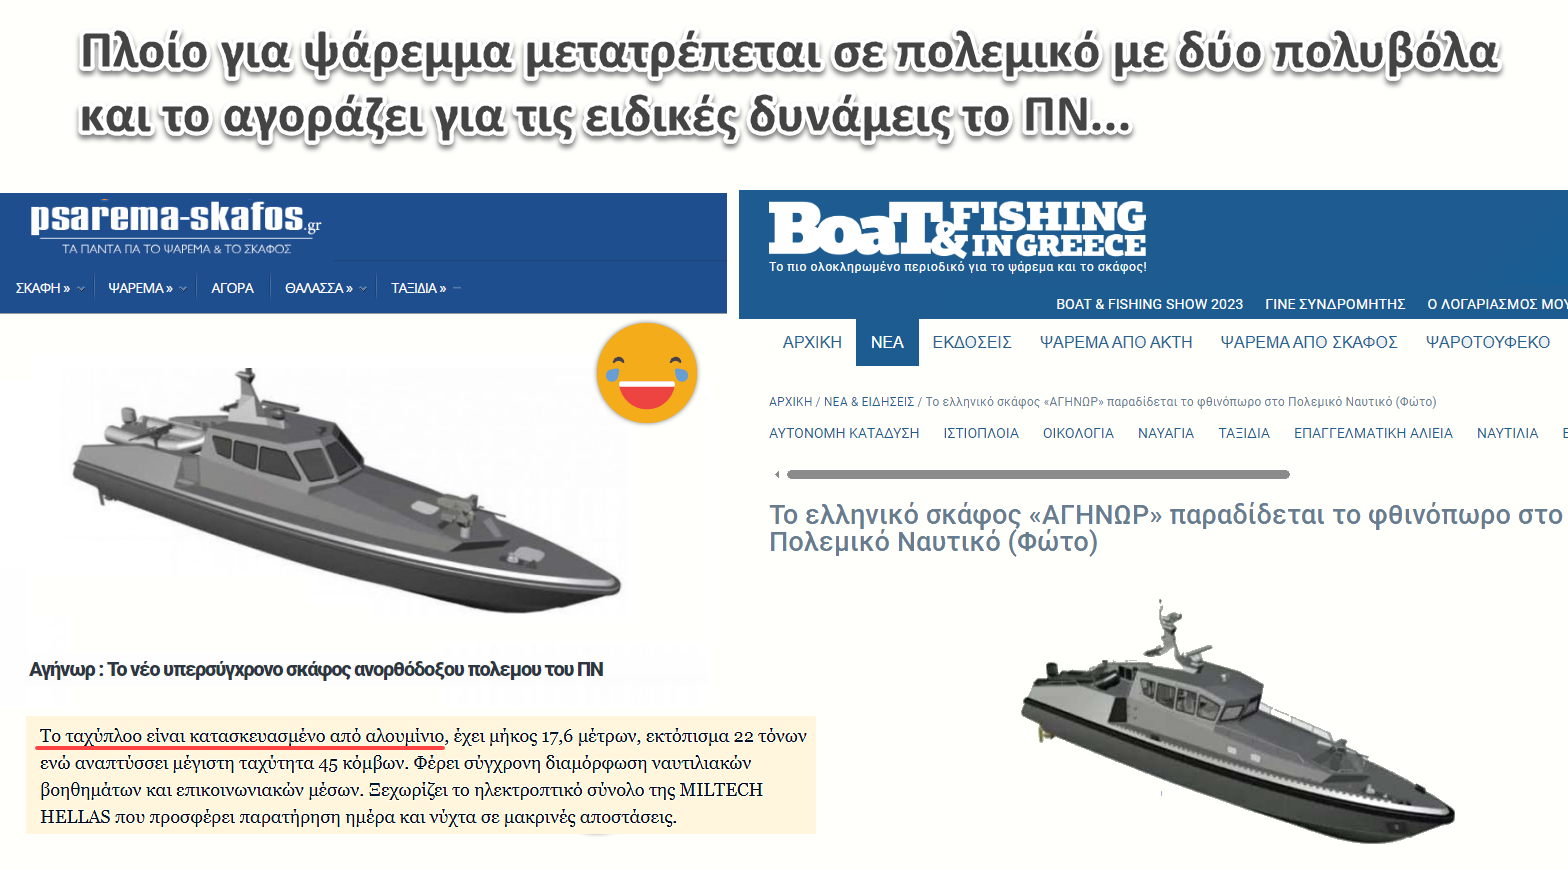 Πλοίο για ψάρεμμα μετατρέπεται σε πολεμικό με δύο πολυβόλα
και το αγοράζει για τις ειδικές δυνάμεις το ΠΝ...
psarema-skafos.gr
ΤΑ ΠΑΝΤΑ ΓΙΑ ΤΟ ΨΑΡΕΜΑ & ΤΟ ΣΚΑΦΟΣ
ΣΚΑΦΗ » ΨΑΡΕΜΑ » ΑΓΟΡΑ ΘΑΛΑΣΣΑ » ΤΑΞΙΔΙΑ »
Αγήνωρ : Το νέο υπερσύγχρονο σκάφος ανορθόδοξου πολεμου του ΠΝ
Το ταχύπλοο είναι κατασκευασμένο από αλουμίνιο, έχει μήκος 17,6 μέτρων, εκτόπισμα 22 τόνων
ενώ αναπτύσσει μέγιστη ταχύτητα 45 κόμβων. Φέρει σύγχρονη διαμόρφωση ναυτιλιακών
βοηθημάτων και επικοινωνιακών μέσων. Ξεχωρίζει το ηλεκτροπτικό σύνολο της MILTECH
HELLAS που προσφέρει παρατήρηση ημέρα και νύχτα σε μακρινές αποστάσεις.
BOAT & FISHING IN GREECE
Το πιο ολοκληρωμένο περιοδικό για το ψάρεμα και το σκάφος!
BOAT & FISHING SHOW 2023 ΓΙΝΕ ΣΥΝΔΡΟΜΗΤΗΣ Ο ΛΟΓΑΡΙΑΣΜΟΣ ΜΟΥ
ΑΡΧΙΚΗ ΝΕΑ ΕΚΔΟΣΕΙΣ ΨΑΡΕΜΑ ΑΠΟ ΑΚΤΗ ΨΑΡΕΜΑ ΑΠΟ ΣΚΑΦΟΣ ΨΑΡΟΤΟΥΦΕΚΟ
ΑΡΧΙΚΗ / ΝΕΑ & ΕΙΔΗΣΕΙΣ / Το ελληνικό σκάφος «ΑΓΗΝΩΡ» παραδίδεται το φθινόπωρο στο Πολεμικό Ναυτικό (Φώτο)
ΑΥΤΟΝΟΜΗ ΚΑΤΑΔΥΣΗ ΙΣΤΙΟΠΛΟΙΑ ΟΙΚΟΛΟΓΙΑ ΝΑΥΑΓΙΑ ΤΑΞΙΔΙΑ ΕΠΑΓΓΕΛΜΑΤΙΚΗ ΑΛΙΕΙΑ ΝΑΥΤΙΛΙΑ
Το ελληνικό σκάφος «ΑΓΗΝΩΡ» παραδίδεται το φθινόπωρο στο
Πολεμικό Ναυτικό (Φώτο)